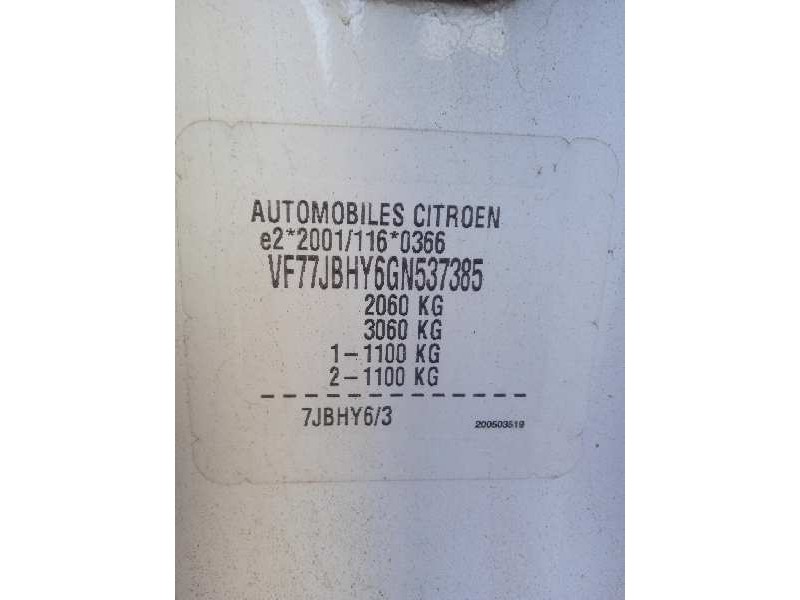 AUTOMOBILES CITROEN
e2*2001/116*0366
VF77JBHY6GN537385
2060 KG
3060 KG
1-1100 KG
2-1100 KG
7JBHY6/3
200503519